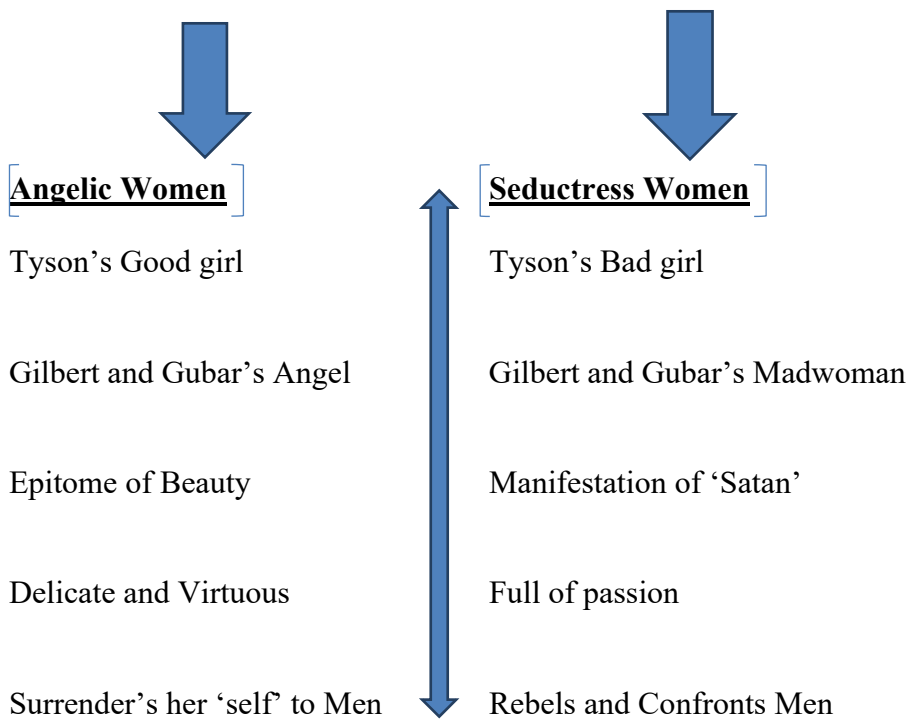 Angelic Women
Tyson’s Good girl
Gilbert and Gubar’s Angel
Epitome of Beauty
Delicate and Virtuous
Surrender’s her ‘self’ to Men
Seductress Women
Tyson’s Bad girl
Gilbert and Gubar’s Madwoman
Manifestation of ‘Satan’
Full of passion
Rebels and Confronts Men